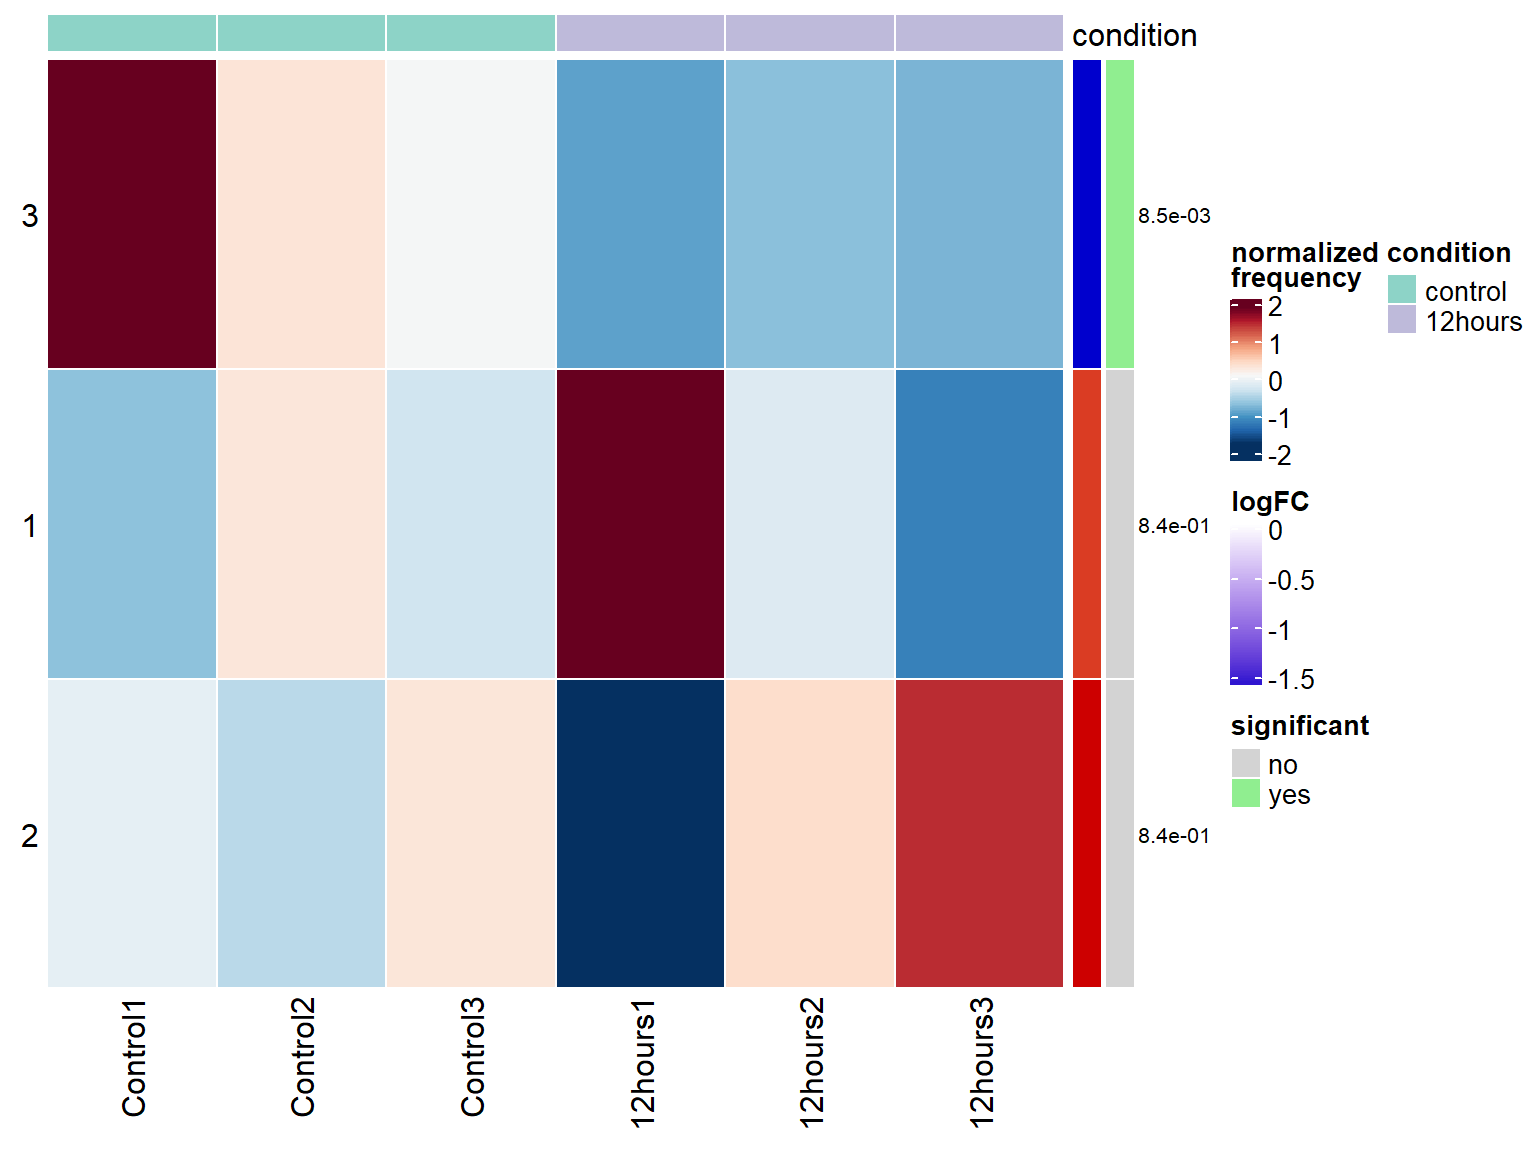 condition
3
8.5e-03
1
8.4e-01
2
8.4e-01
Control1
Control2
Control3
12hours1
12hours2
12hours3
normalized
frequency
2
1
0
-1
-2
condition
control
12hours
logFC
0
-0.5
-1
-1.5
significant
no
yes